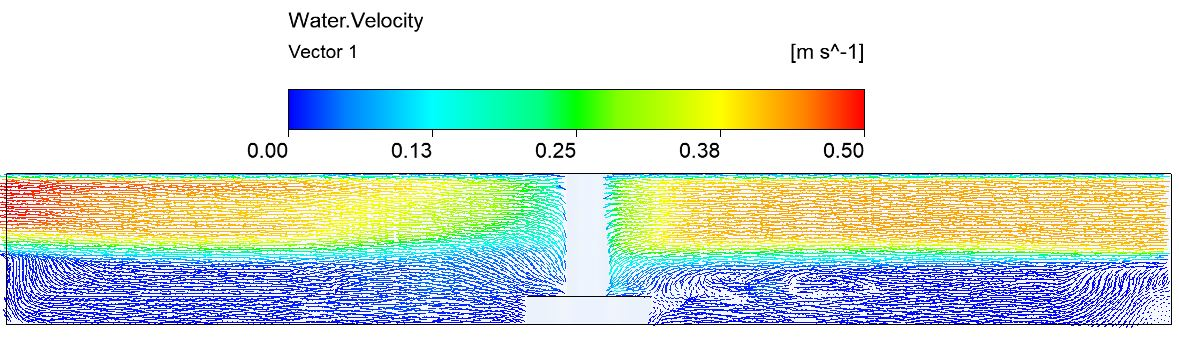 Water.Velocity
Vector 1 [m s^-1]
0.00 0.13 0.25 0.38 0.50